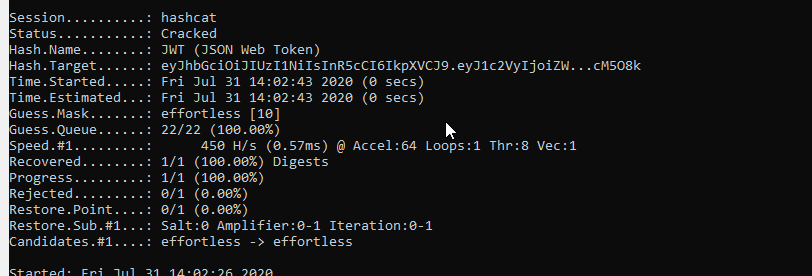 Session..........: hashcat
Status...........: Cracked
Hash.Name........: JWT (JSON Web Token)
Hash.Target......: eyJhbGciOiJIUzI1NiIsInR5cCI6IkpXVCJ9.eyJ1c2VyIjoiZW...cM5O8k
Time.Started.....: Fri Jul 31 14:02:43 2020 (0 secs)
Time.Estimated...: Fri Jul 31 14:02:43 2020 (0 secs)
Guess.Mask.......: effortless [10]
Guess.Queue......: 22/22 (100.00%)
Speed.#1.........:      450 H/s (0.57ms) @ Accel:64 Loops:1 Thr:8 Vec:1
Recovered........: 1/1 (100.00%) Digests
Progress.........: 1/1 (100.00%)
Rejected.........: 0/1 (0.00%)
Restore.Point....: 0/1 (0.00%)
Restore.Sub.#1...: Salt:0 Amplifier:0-1 Iteration:0-1
Candidates.#1....: effortless -> effortless
Started: Fri Jul 31 14:02:26 2020